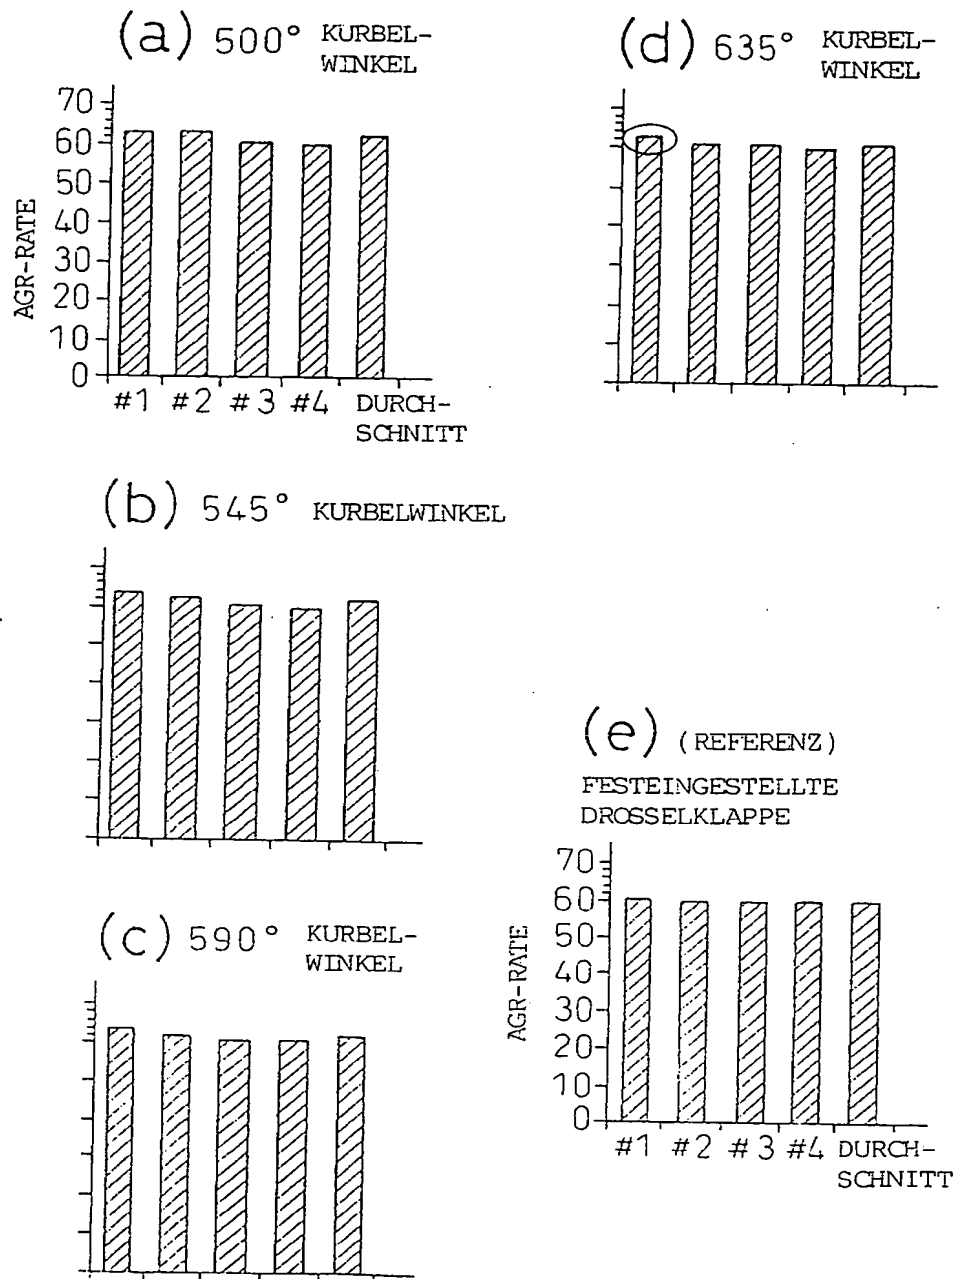 (a) 500° KURBEL-
WINKEL
AGR-RATE
70
60
50
40
30
20
10
0
#1 #2 #3 #4 DURCH-
SCHNITT
(b) 545° KURBELWINKEL
(c) 590° KURBEL-
WINKEL
(d) 635° KURBEL-
WINKEL
(e) (REFERENZ)
FESTEINGESTELLTE
DROSSELKLAPPE
AGR-RATE
70
60
50
40
30
20
10
0
#1 #2 #3 #4 DURCH-
SCHNITT